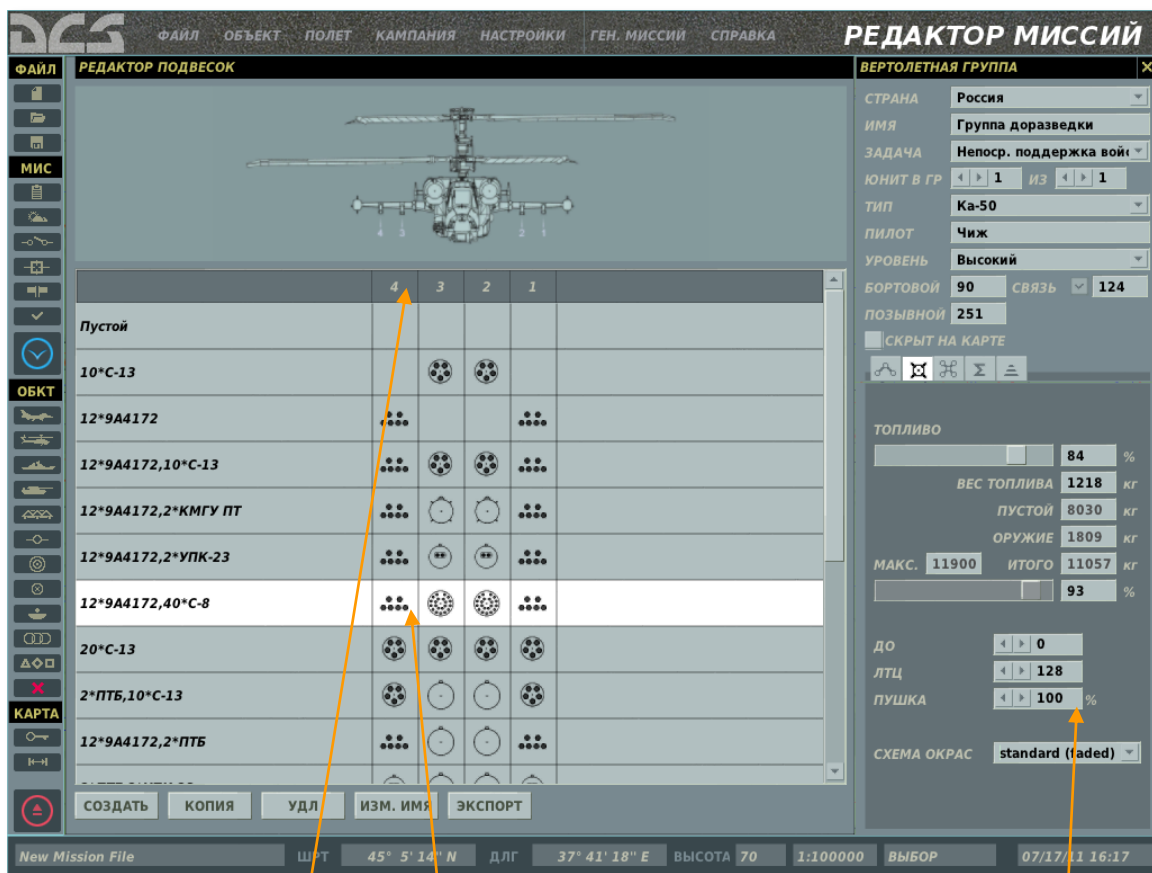 DCS ФАЙЛ ОБЪЕКТ ПОЛЕТ КАМПАНИЯ НАСТРОЙКИ ГЕН. МИССИЙ СПРАВКА РЕДАКТОР МИССИЙ
ФАЙЛ
МИС
ОБКТ
КАРТА
РЕДАКТОР ПОДВЕСОК
4 3 2 1
4 3 2 1
Пустой
10*С-13
12*9А4172
12*9А4172,10*С-13
12*9А4172,2*КМГУ ПТ
12*9А4172,2*УПК-23
12*9А4172,40*С-8
20*С-13
2*ПТБ,10*С-13
12*9А4172,2*ПТБ
СОЗДАТЬ КОПИЯ УДЛ ИЗМ. ИМЯ ЭКСПОРТ
ВЕРТОЛЕТНАЯ ГРУППА
СТРАНА Россия
ИМЯ Группа доразведки
ЗАДАЧА Непоср. поддержка войс
ЮНИТ В ГР 1 ИЗ 1
ТИП Ка-50
ПИЛОТ Чиж
УРОВЕНЬ Высокий
БОРТОВОЙ 90 СВЯЗЬ 124
ПОЗЫВНОЙ 251
СКРЫТ НА КАРТЕ
ТОПЛИВО
84 %
ВЕС ТОПЛИВА 1218 кг
ПУСТОЙ 8030 кг
ОРУЖИЕ 1809 кг
МАКС. 11900 ИТОГО 11057 кг
93 %
ДО 0
ЛТЦ 128
ПУШКА 100 %
СХЕМА ОКРАС standard (faded)
New Mission File ШРТ 45° 5' 14" N ДЛГ 37° 41' 18" E ВЫСОТА 70 1:100000 ВЫБОР 07/17/11 16:17